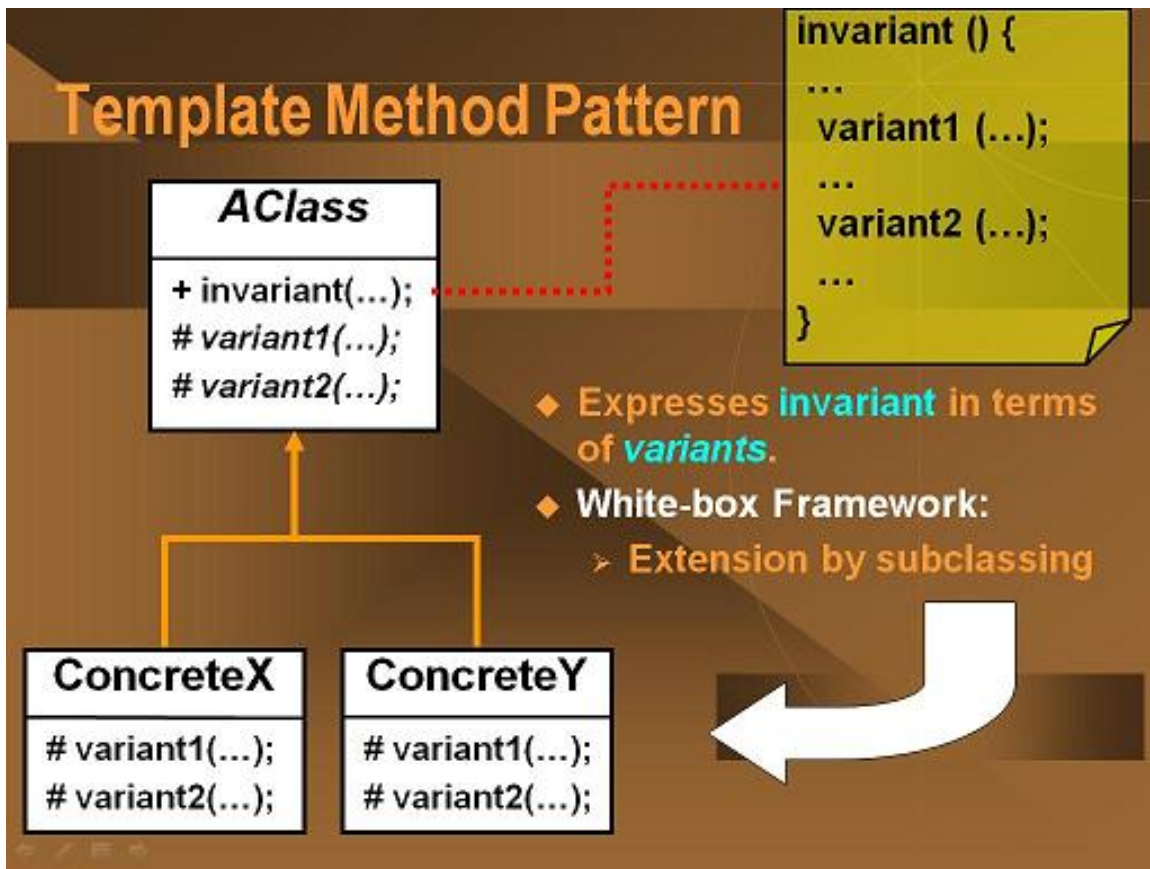 Template Method Pattern
invariant () {
…
variant1 (…);
…
variant2 (…);
…
}
AClass
+ invariant(…);
# variant1(…);
# variant2(…);
◆ Expresses invariant in terms
of variants.
◆ White-box Framework:
➢ Extension by subclassing
ConcreteX
# variant1(…);
# variant2(…);
ConcreteY
# variant1(…);
# variant2(…);